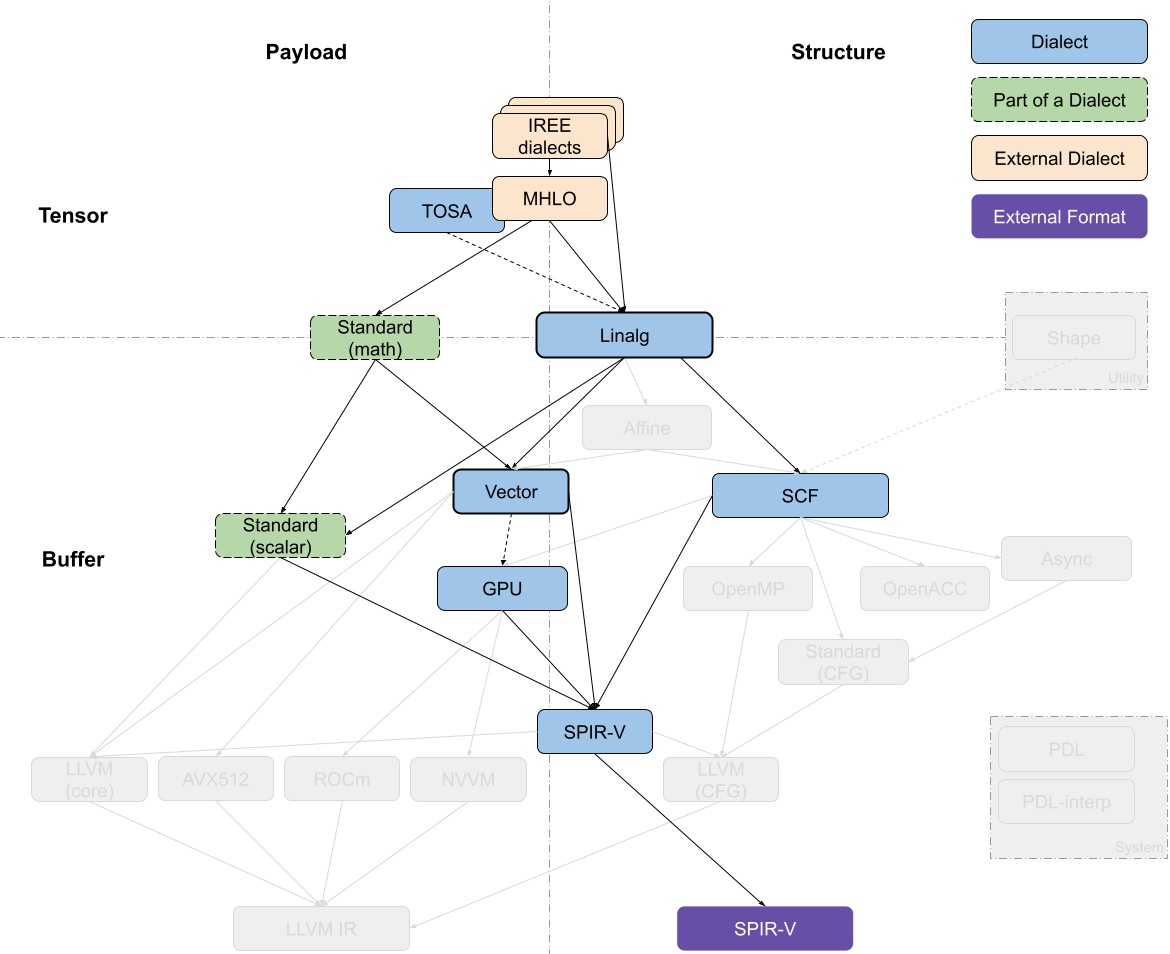 Payload
Structure
Dialect
Part of a Dialect
External Dialect
External Format
IREE
dialects
MHLO
TOSA
Tensor
Standard
(math)
Linalg
Shape
Utility
Affine
Vector
SCF
Standard
(scalar)
Buffer
GPU
OpenMP
OpenACC
Async
Standard
(CFG)
SPIR-V
LLVM
(core)
AVX512
ROCm
NVVM
LLVM
(CFG)
PDL
PDL-interp
System
LLVM IR
SPIR-V